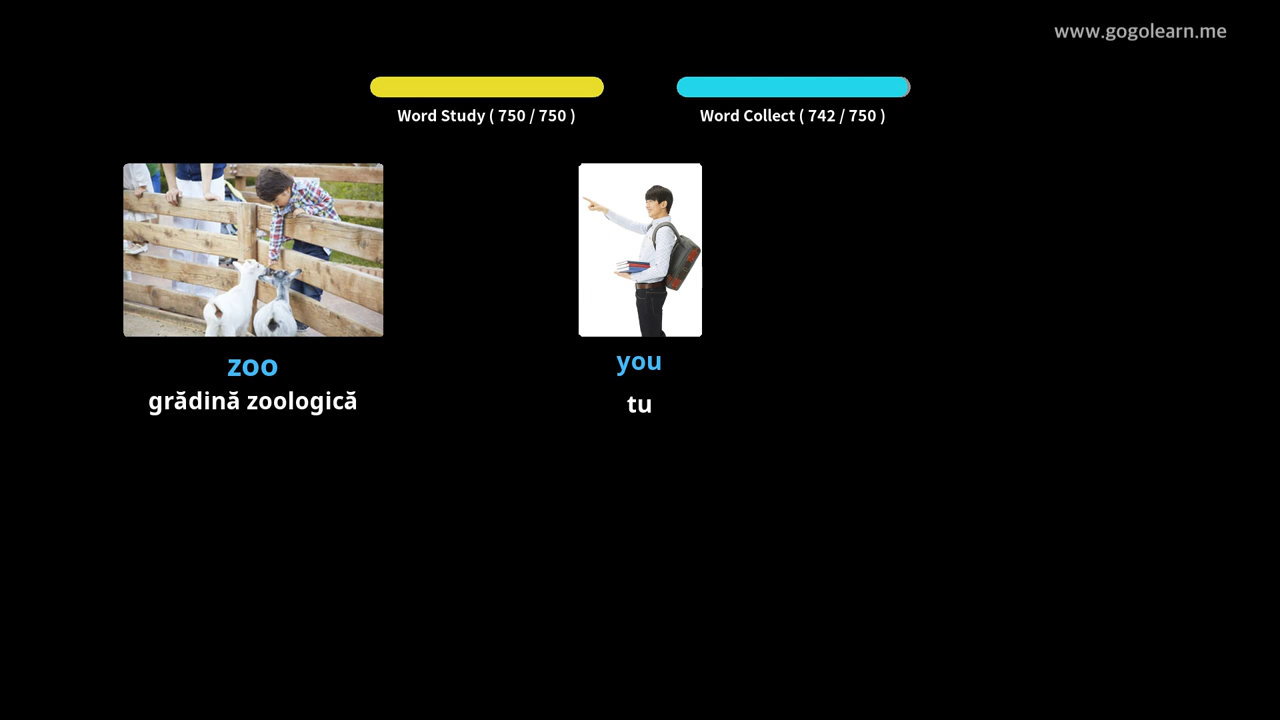 www.gogolearn.me
Word Study ( 750 / 750 )
Word Collect ( 742 / 750 )
zoo
grădină zoologică
you
tu